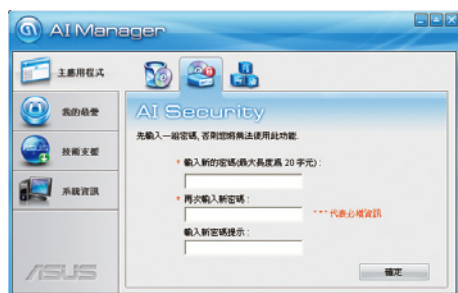 AI Manager
主應用程式
我的最愛
技術支援
系統資訊
AI Security
先輸入一組密碼, 否則您將無法使用此功能.
* 輸入新的密碼(最大長度為 20 字元) :
* 再次輸入新密碼 :
"*" 代表必填資訊
輸入新密碼提示 :
確定
ASUS